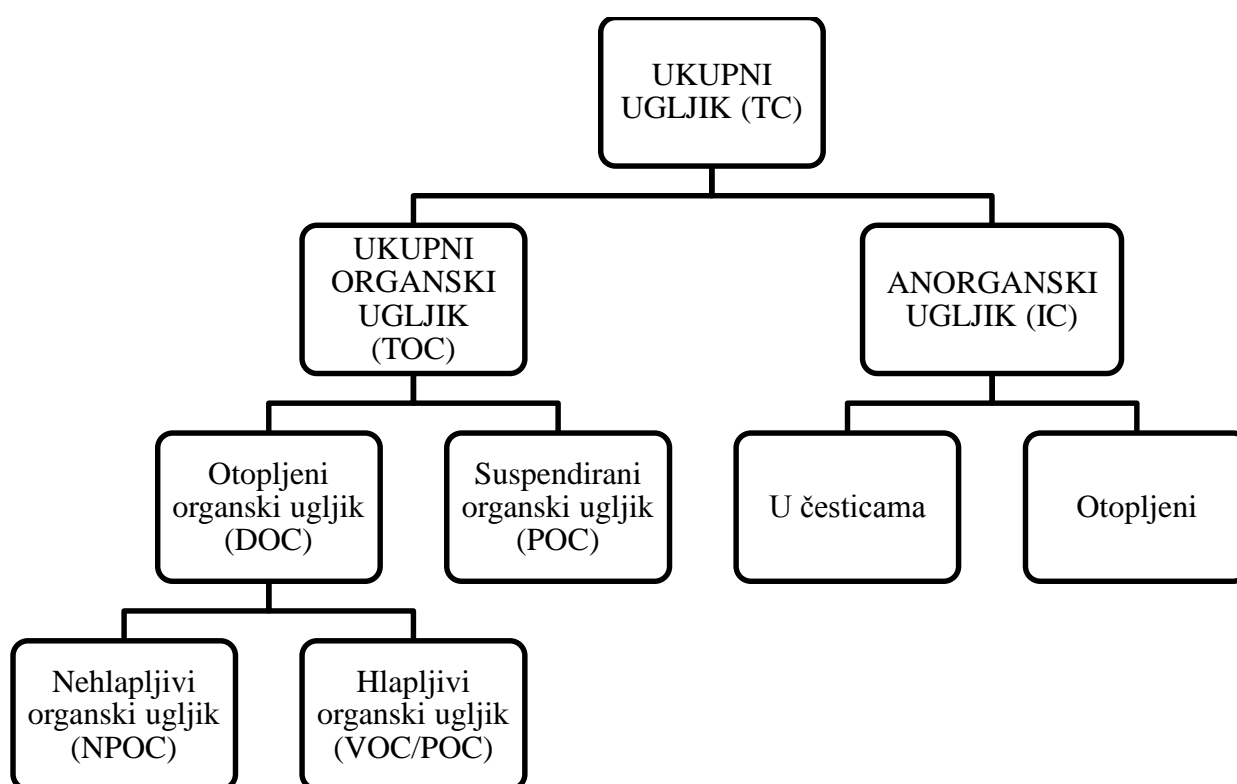 UKUPNI
UGLJIK (TC)
UKUPNI
ORGANSKI
UGLJIK
(TOC)
ANORGANSKI
UGLJIK (IC)
Otopljeni
organski ugljik
(DOC)
Suspendirani
organski ugljik
(POC)
U česticama
Otopljeni
Nehlapljivi
organski ugljik
(NPOC)
Hlapljivi
organski ugljik
(VOC/POC)